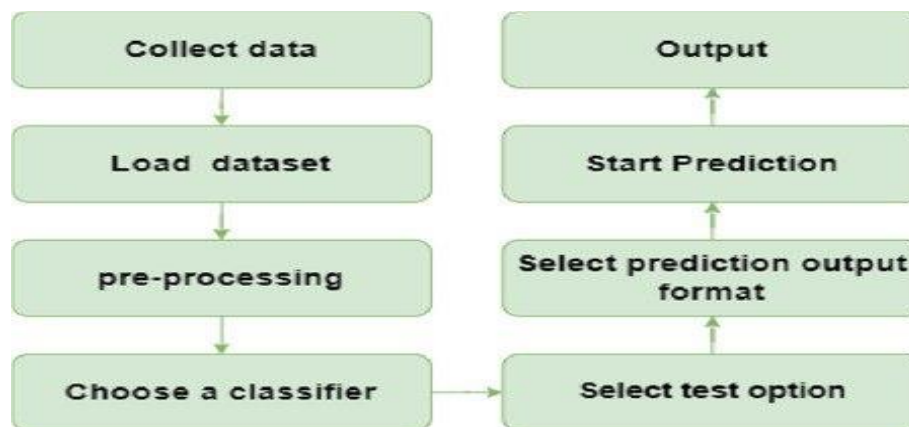 Collect data
Load dataset
pre-processing
Choose a classifier
Select test option
Select prediction output
format
Start Prediction
Output